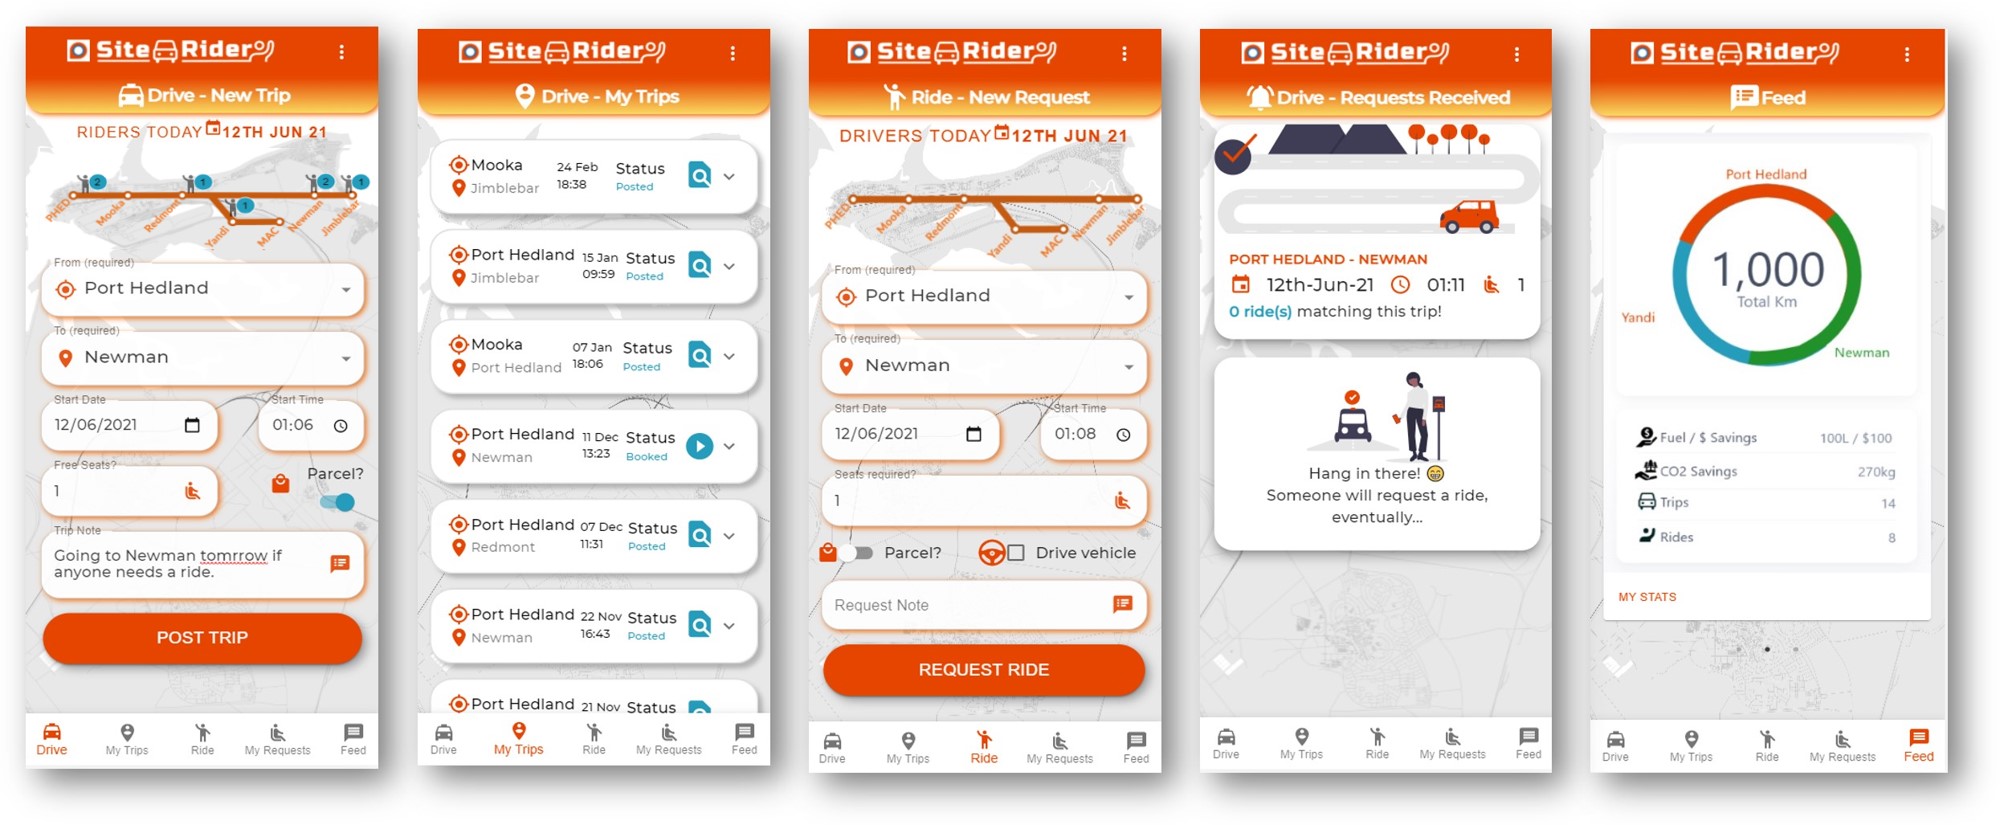 Site Rider
Drive - New Trip
RIDERS TODAY 12TH JUN 21
2
1
2
1
1
PHED
Mooka
Redmont
Yandi
MAC
Newman
Jimblebar
From (required)
Port Hedland
To (required)
Newman
Start Date
Start Time
12/06/2021
01:06
Free Seats?
1
Parcel?
Trip Note
Going to Newman tomrrow if
anyone needs a ride.
POST TRIP
Drive
My Trips
Ride
My Requests
Feed
Site Rider
Drive - My Trips
Mooka
Jimblebar
24 Feb
18:38
Status
Posted
Port Hedland
Jimblebar
15 Jan
09:59
Status
Posted
Mooka
Port Hedland
07 Jan
18:06
Status
Posted
Port Hedland
Newman
11 Dec
13:23
Status
Booked
Port Hedland
Redmont
07 Dec
11:31
Status
Posted
Port Hedland
Newman
22 Nov
16:43
Status
Posted
Port Hedland
21 Nov
Status
Drive
My Trips
Ride
My Requests
Feed
Site Rider
Ride - New Request
DRIVERS TODAY 12TH JUN 21
PHED
Mooka
Redmont
Yandi
MAC
Newman
Jimblebar
From (required)
Port Hedland
To (required)
Newman
Start Date
Start Time
12/06/2021
01:08
Seats required?
1
Parcel?
Drive vehicle
Request Note
REQUEST RIDE
Drive
My Trips
Ride
My Requests
Feed
Site Rider
Drive - Requests Received
PORT HEDLAND - NEWMAN
12th-Jun-21 01:11 1
0 ride(s) matching this trip!
Hang in there! 😁
Someone will request a ride,
eventually...
Drive
My Trips
Ride
My Requests
Feed
Site Rider
Feed
Port Hedland
1,000
Total Km
Yandi
Newman
Fuel / $ Savings 100L / $100
CO2 Savings 270kg
Trips 14
Rides 8
MY STATS
Drive
My Trips
Ride
My Requests
Feed